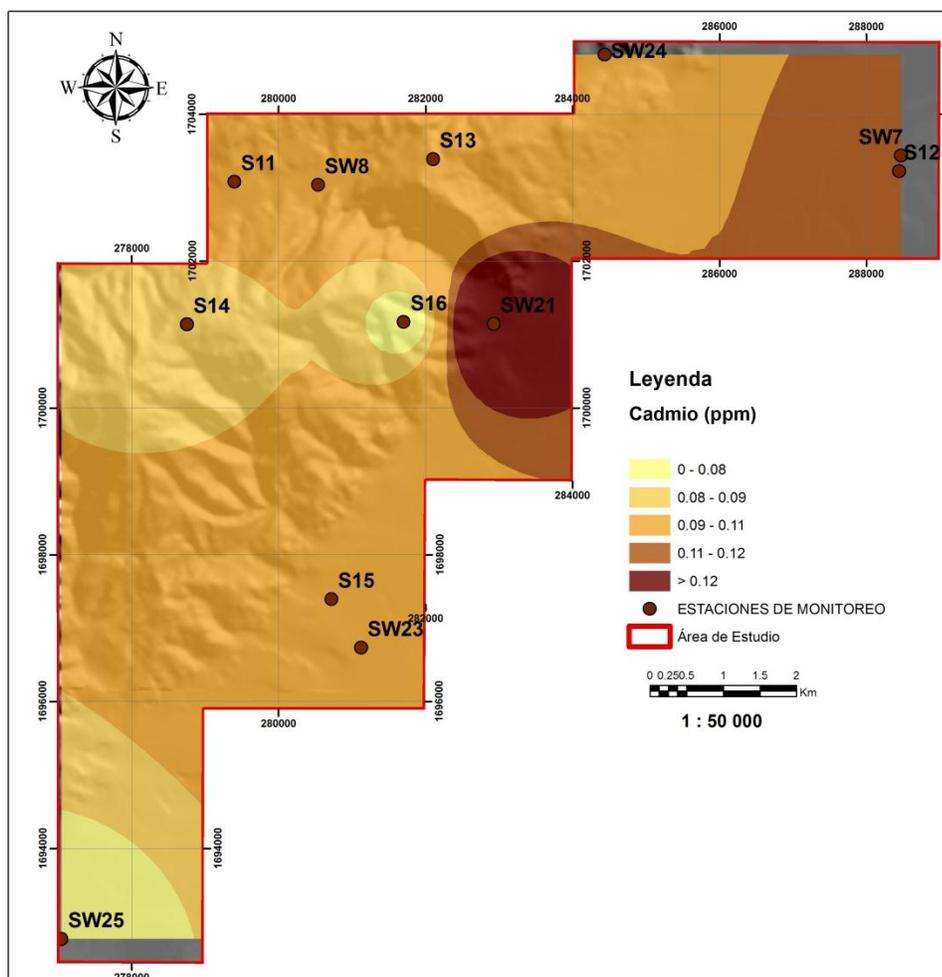 N
W E
S
286000 288000
SW24
280000 282000 284000
1704000
S13
SW7
S12
S11
SW8
278000
1702000
1702000
286000 288000
S14
S16
SW21
Leyenda
Cadmio (ppm)
1700000
1700000
0 - 0.08
284000
0.08 - 0.09
0.09 - 0.11
1698000
1698000
0.11 - 0.12
> 0.12
S15
ESTACIONES DE MONITOREO
282000
SW23
Área de Estudio
0 0.25 0.5 1 1.5 2
Km
1696000
1696000
280000
1 : 50 000
1694000
1694000
SW25
278000